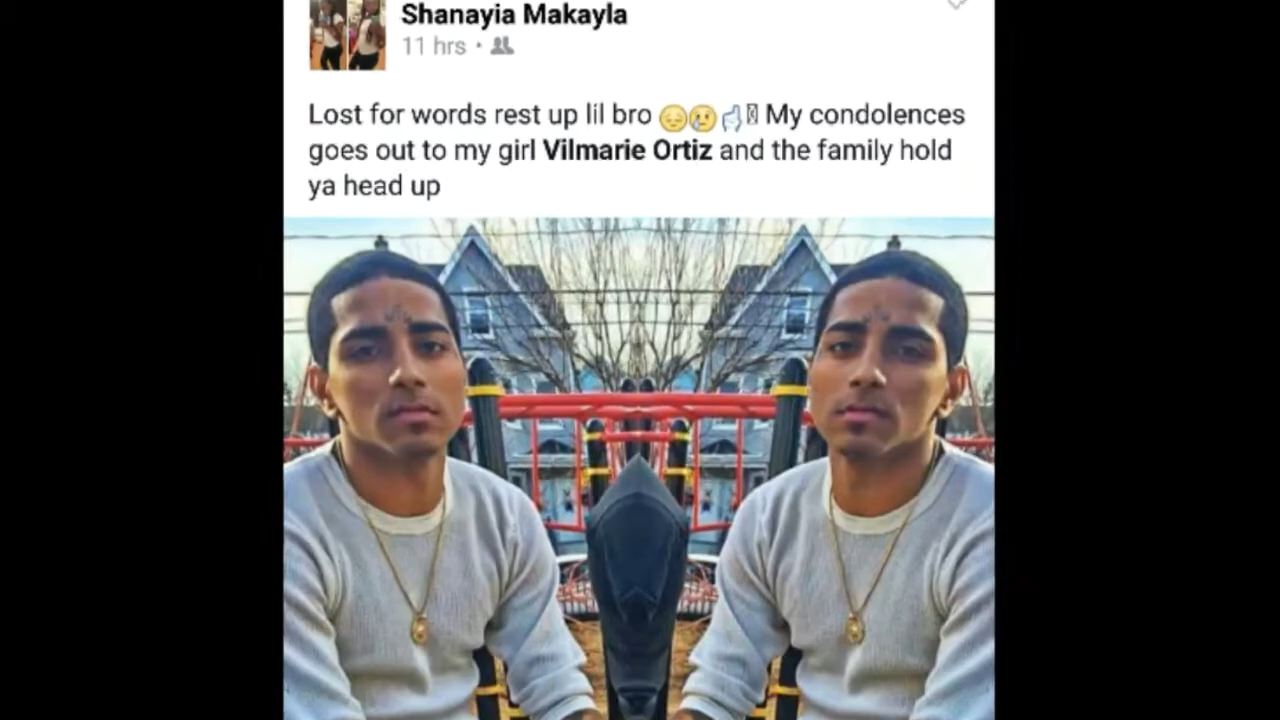 Shanayia Makayla
11 hrs •
Lost for words rest up lil bro 😔😢☝ My condolences
goes out to my girl Vilmarie Ortiz and the family hold
ya head up